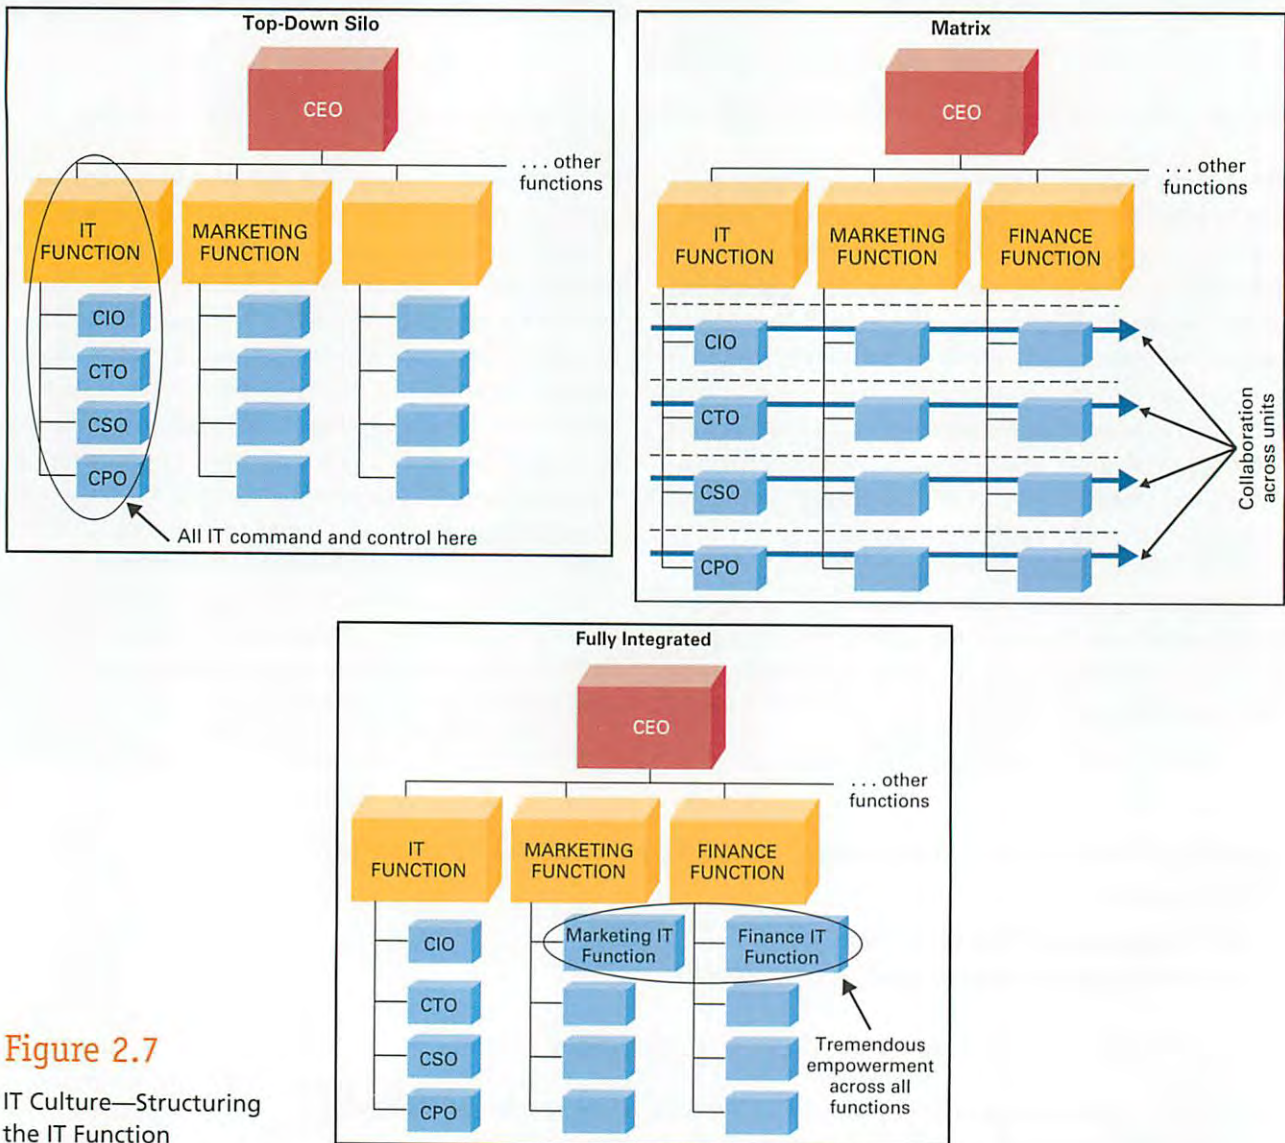 Top-Down Silo
CEO
. . . other
functions
IT
FUNCTION
MARKETING
FUNCTION
CIO
CTO
CSO
CPO
All IT command and control here
Matrix
CEO
. . . other
functions
IT
FUNCTION
MARKETING
FUNCTION
FINANCE
FUNCTION
CIO
CTO
CSO
CPO
Collaboration
across units
Fully Integrated
CEO
. . . other
functions
IT
FUNCTION
MARKETING
FUNCTION
FINANCE
FUNCTION
CIO
CTO
CSO
CPO
Marketing IT
Function
Finance IT
Function
Tremendous
empowerment
across all
functions
Figure 2.7
IT Culture—Structuring
the IT Function